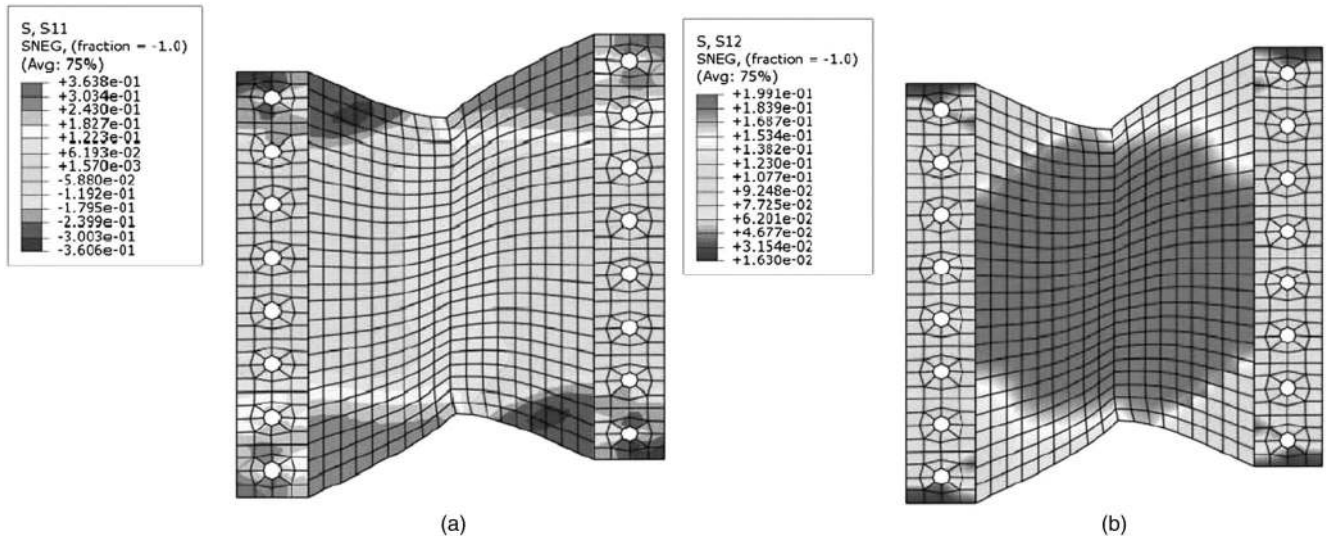 S, S11
SNEG, (fraction = -1.0)
(Avg: 75%)
+3.638e-01
+3.034e-01
+2.430e-01
+1.827e-01
+1.223e-01
+6.193e-02
+1.570e-03
-5.880e-02
-1.192e-01
-1.795e-01
-2.399e-01
-3.003e-01
-3.606e-01
(a)
S, S12
SNEG, (fraction = -1.0)
(Avg: 75%)
+1.991e-01
+1.839e-01
+1.687e-01
+1.534e-01
+1.382e-01
+1.230e-01
+1.077e-01
+9.248e-02
+7.725e-02
+6.201e-02
+4.677e-02
+3.154e-02
+1.630e-02
(b)